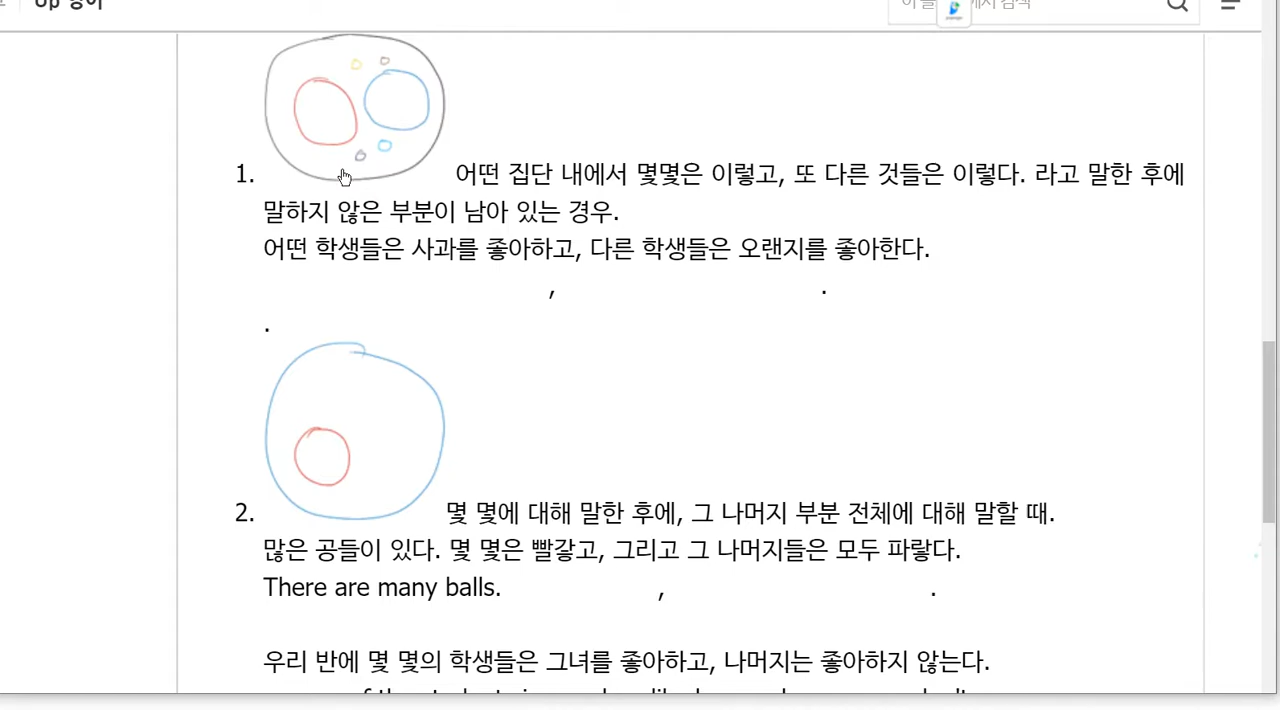 Up 영어
1. 어떤 집단 내에서 몇몇은 이렇고, 또 다른 것들은 이렇다. 라고 말한 후에
말하지 않은 부분이 남아 있는 경우.
어떤 학생들은 사과를 좋아하고, 다른 학생들은 오랜지를 좋아한다.
, .
.
2. 몇 몇에 대해 말한 후에, 그 나머지 부분 전체에 대해 말할 때.
많은 공들이 있다. 몇 몇은 빨갛고, 그리고 그 나머지들은 모두 파랗다.
There are many balls. , .
우리 반에 몇 몇의 학생들은 그녀를 좋아하고, 나머지는 좋아하지 않는다.